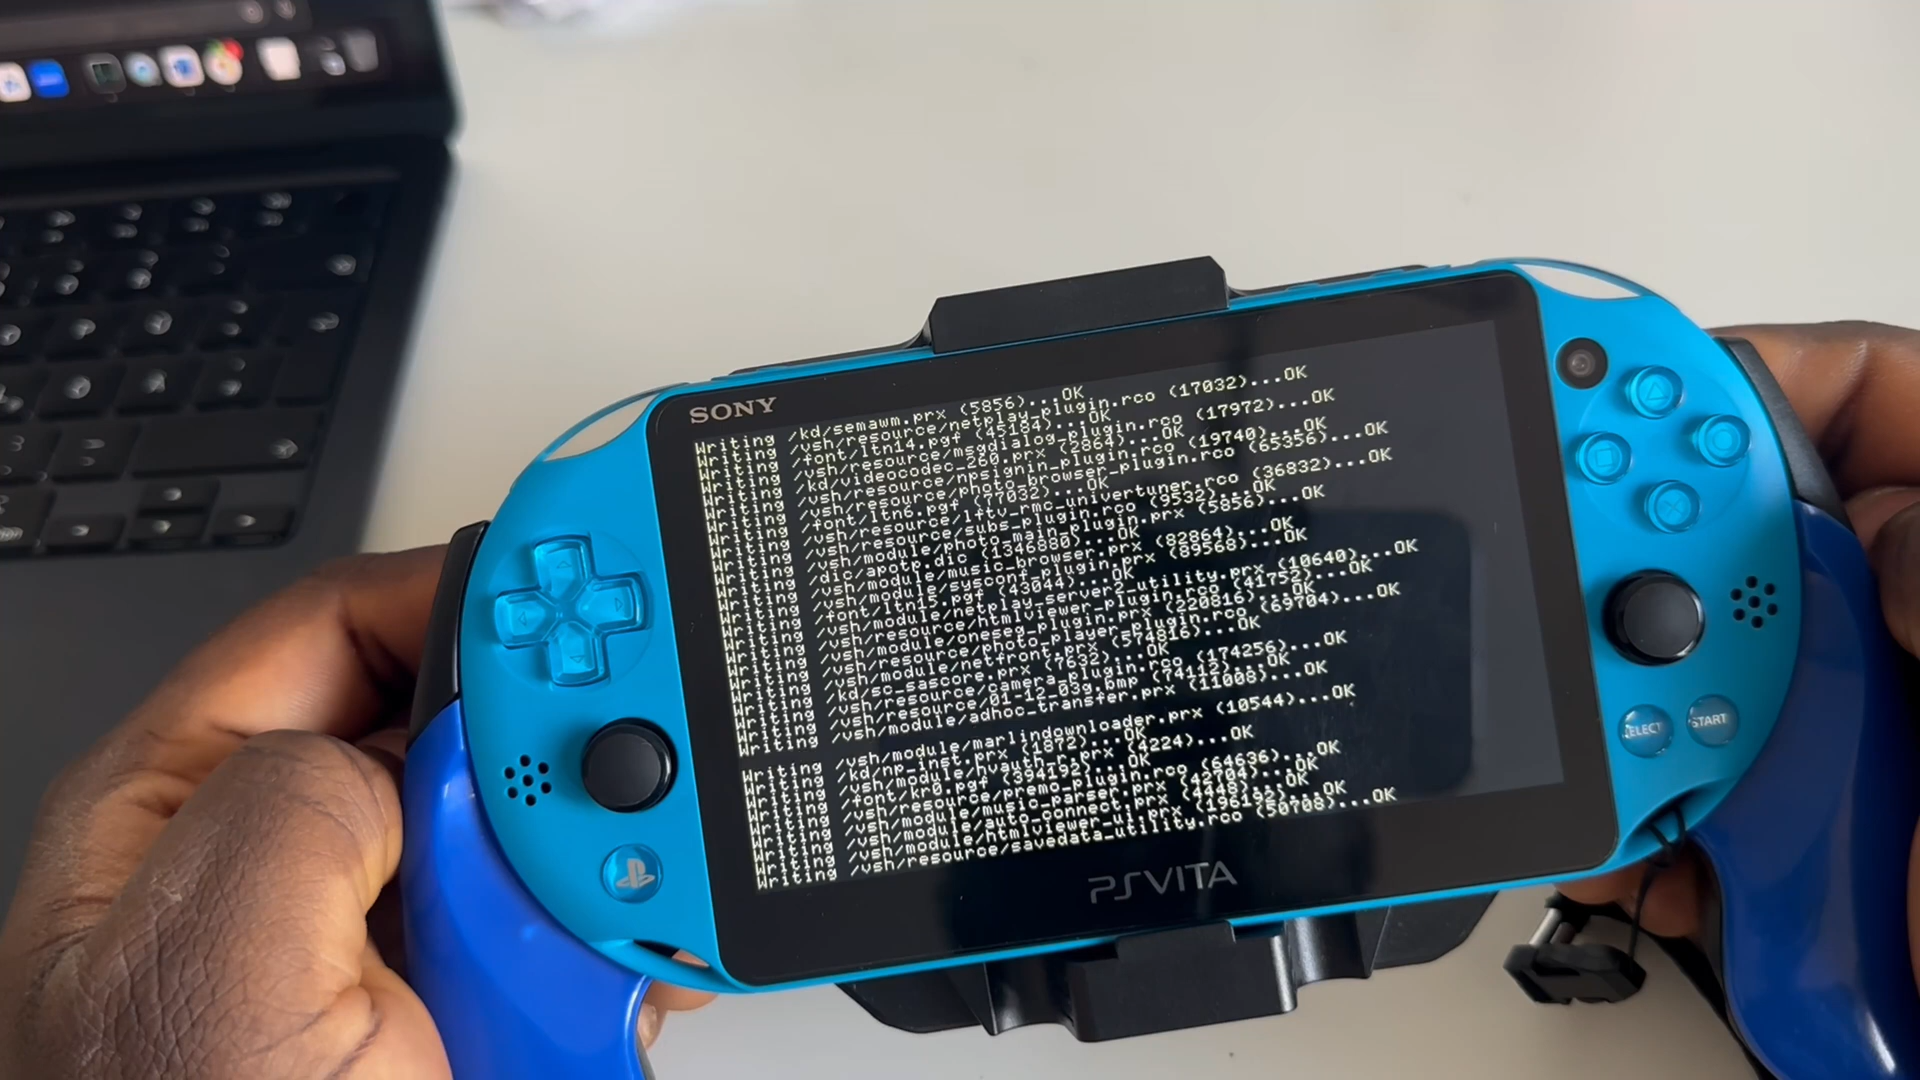 SONY
Writing /kd/semawm.prx (5856)...OK
Writing /vsh/resource/netplay_plugin.rco (17032)...OK
Writing /font/ltn14.pgf (45184)...OK
Writing /vsh/resource/msgdialog_plugin.rco (17972)...OK
Writing /kd/videocodec_260.prx (2864)...OK
Writing /vsh/resource/npsignin_plugin.rco (19740)...OK
Writing /vsh/resource/photo_browser_plugin.rco (65356)...OK
Writing /font/ltn6.pgf (77032)...OK
Writing /vsh/resource/lftv_rmc_univertuner.rco (36832)...OK
Writing /vsh/resource/subs_plugin.rco (9532)...OK
Writing /vsh/module/photo_main_plugin.prx (5856)...OK
Writing /dic/apotp.dic (1346880)...OK
Writing /vsh/module/music_browser.prx (82864)...OK
Writing /vsh/module/sysconf_plugin.prx (89568)...OK
Writing /font/ltn15.pgf (43044)...OK
Writing /vsh/module/netplay_server2_utility.prx (10640)...OK
Writing /vsh/resource/htmlviewer_plugin.rco (41752)...OK
Writing /vsh/module/oneseg_plugin.prx (220816)...OK
Writing /vsh/resource/photo_player_plugin.rco (69704)...OK
Writing /vsh/module/netfront.prx (574816)...OK
Writing /kd/sc_sascore.prx (7632)...OK
Writing /vsh/resource/camera_plugin.rco (174256)...OK
Writing /vsh/resource/01-12_03g.bmp (74112)...OK
Writing /vsh/module/adhoc_transfer.prx (11008)...OK
Writing /vsh/module/marlindownloader.prx (10544)...OK
Writing /kd/np_inst.prx (1872)...OK
Writing /vsh/module/hvauth_r.prx (4224)...OK
Writing /font/kr0.pgf (394192)...OK
Writing /vsh/resource/premo_plugin.rco (64636)...OK
Writing /vsh/module/music_parser.prx (42704)...OK
Writing /vsh/module/auto_connect.prx (4448)...OK
Writing /vsh/module/htmlviewer_ui.prx
Writing /vsh/resource/savedata_utility.rco (50708)...OK
PSVITA
START